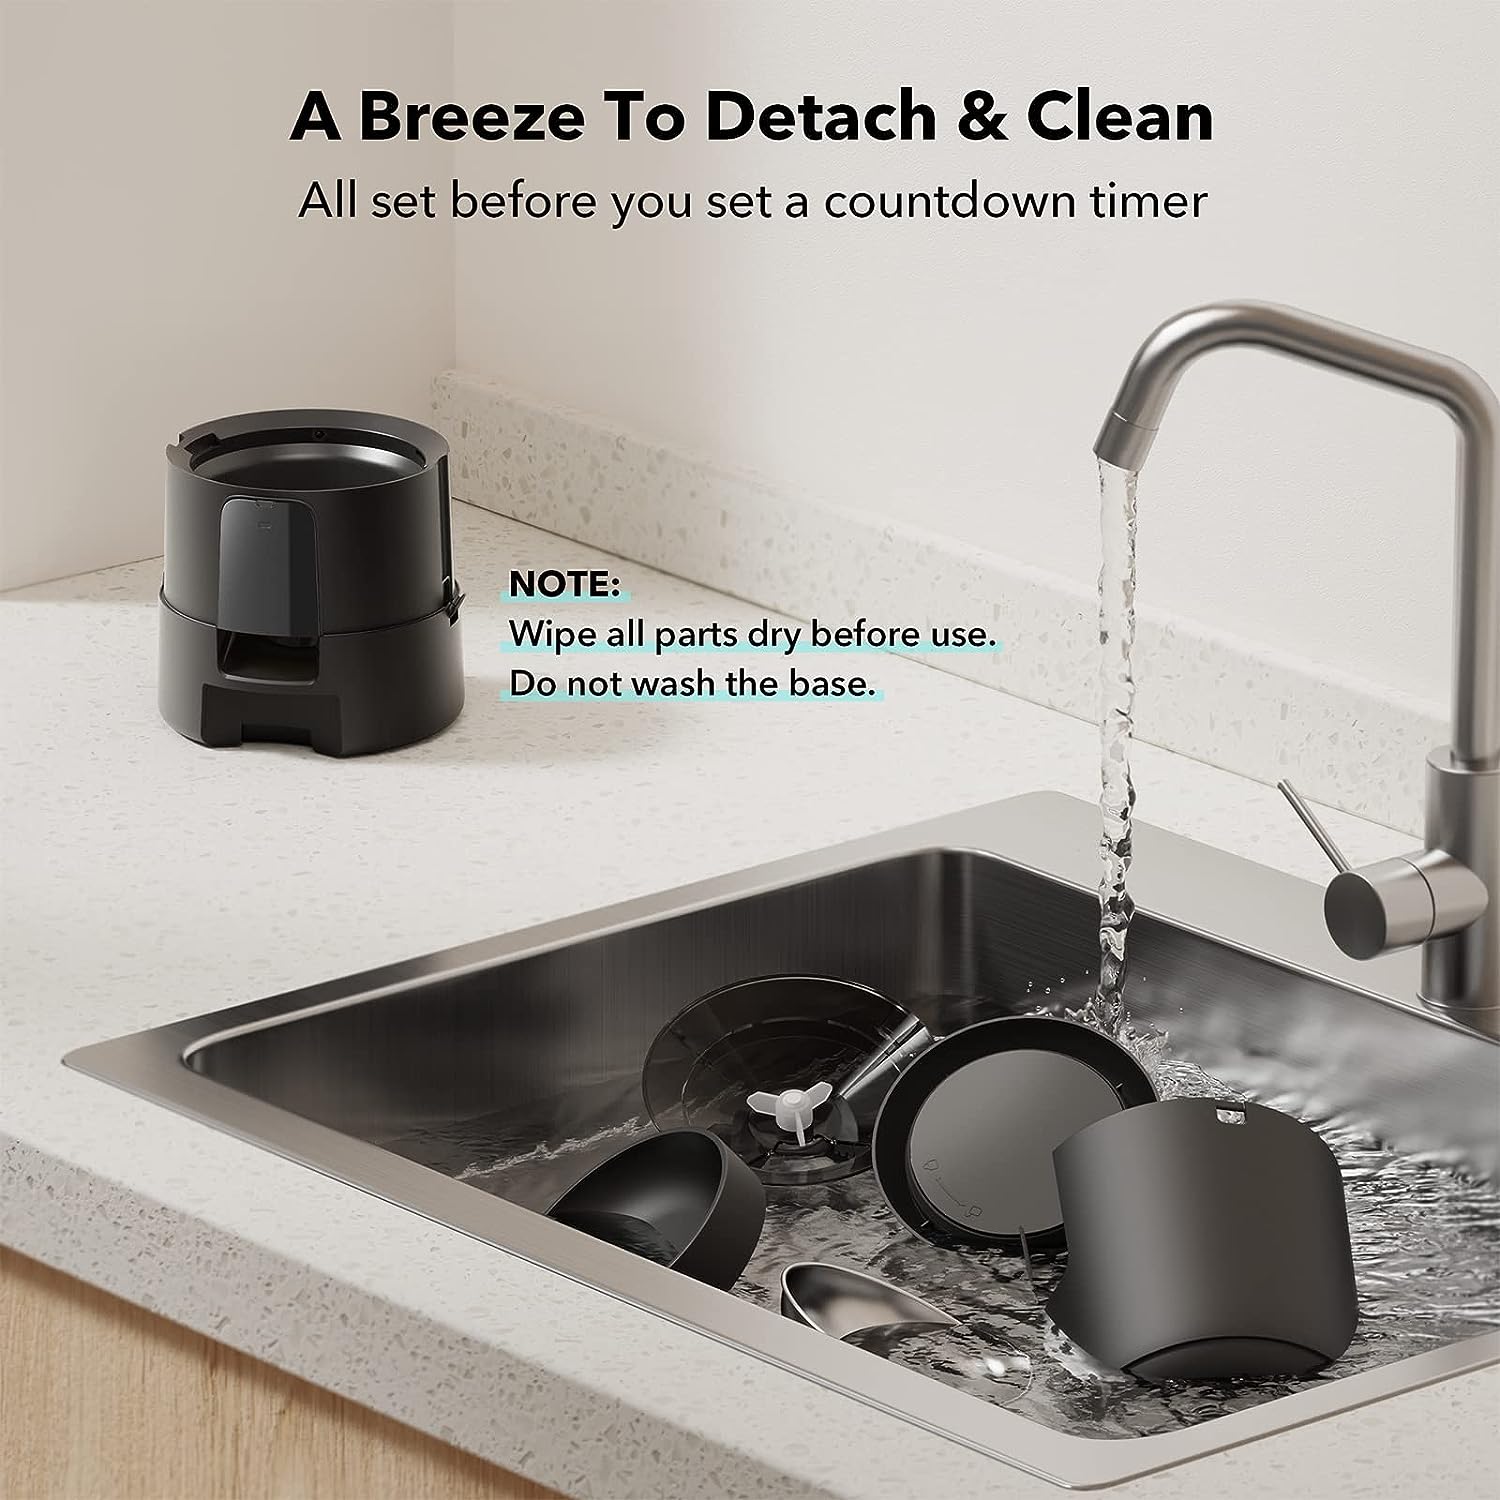 A Breeze To Detach & Clean
All set before you set a countdown timer
NOTE:
Wipe all parts dry before use.
Do not wash the base.